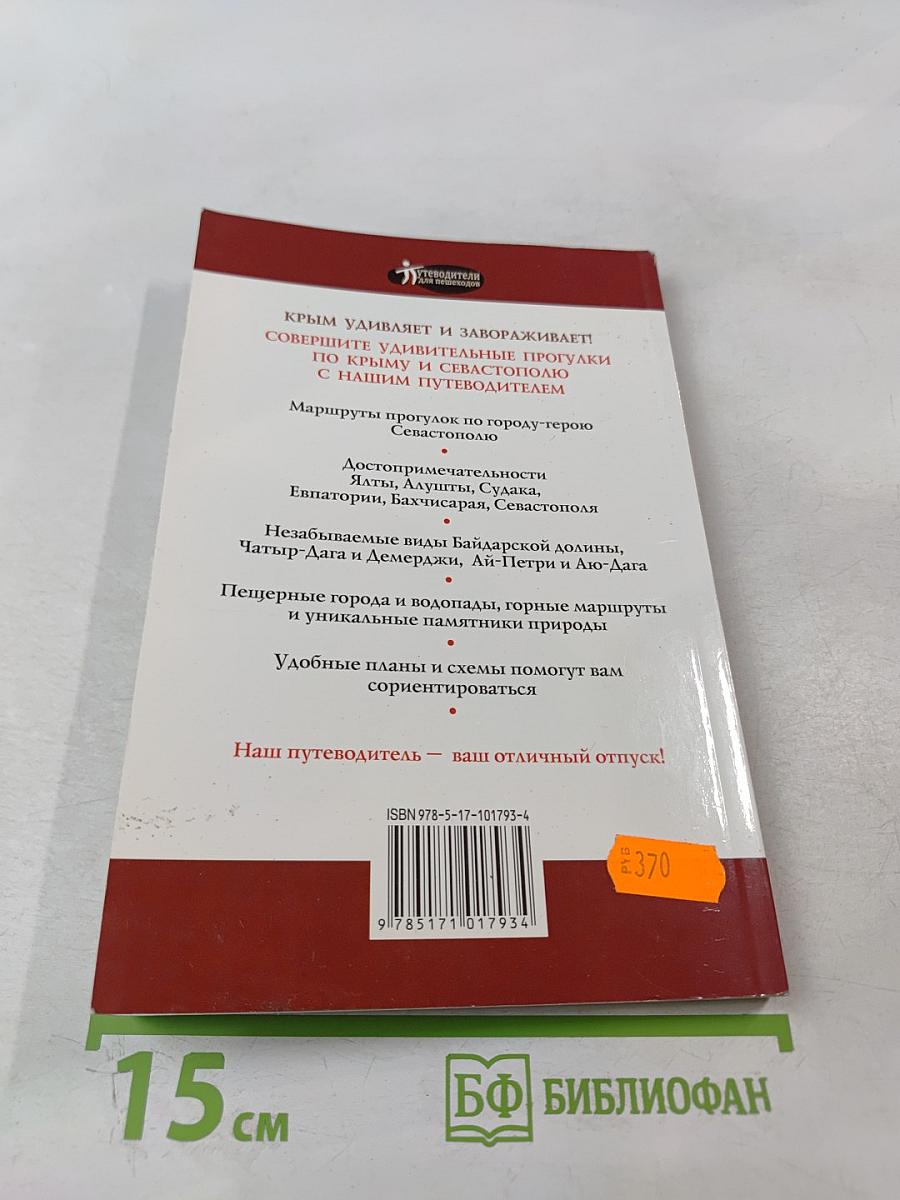 Путеводители
для пешеходов
Крым удивляет и завораживает!
Совершите удивительные прогулки
по Крыму и Севастополю
с нашим путеводителем
Маршруты прогулок по городу-герою
Севастополю
•
Достопримечательности
Ялты, Алушты, Судака,
Евпатории, Бахчисарая, Севастополя
•
Незабываемые виды Байдарской долины,
Чатыр-Дага и Демерджи, Ай-Петри и Аю-Дага
•
Пещерные города и водопады, горные маршруты
и уникальные памятники природы
•
Удобные планы и схемы помогут вам
сориентироваться
•
Наш путеводитель — ваш отличный отпуск!
ISBN 978-5-17-101793-4
9 785171 017934
РУБ 370
15 см
БФ БИБЛИОФАН